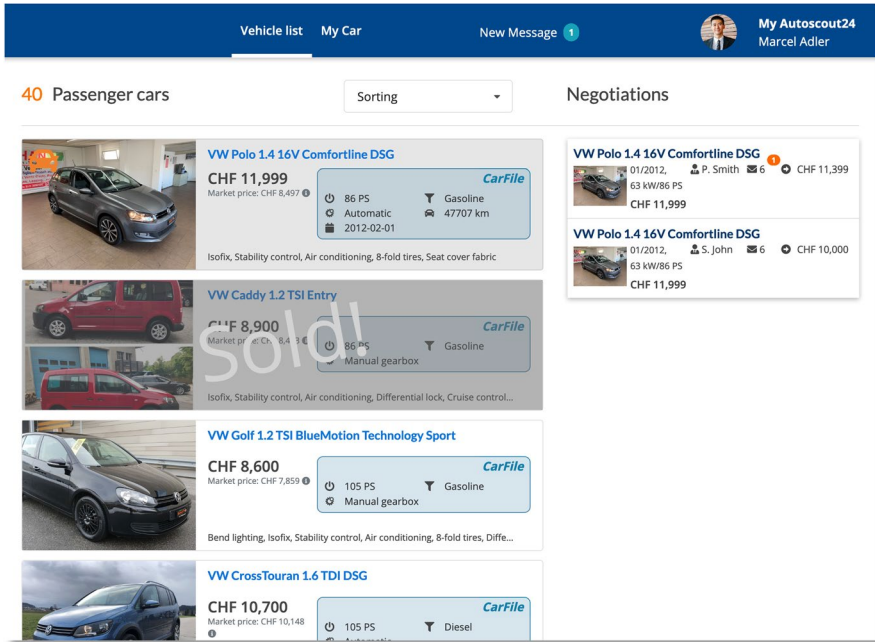 Vehicle list My Car New Message 1 My Autoscout24
Marcel Adler
40 Passenger cars
Sorting
Negotiations
VW Polo 1.4 16V Comfortline DSG
CHF 11,999
Market price: CHF 8,497
CarFile
86 PS Gasoline
Automatic 47707 km
2012-02-01
Isofix, Stability control, Air conditioning, 8-fold tires, Seat cover fabric
VW Caddy 1.2 TSI Entry
CHF 8,900
Market price: CHF
CarFile
86 PS Gasoline
Manual gearbox
Sold!
Isofix, Stability control, Air conditioning, Differential lock, Cruise control...
VW Golf 1.2 TSI BlueMotion Technology Sport
CHF 8,600
Market price: CHF 7,859
CarFile
105 PS Gasoline
Manual gearbox
Bend lighting, Isofix, Stability control, Air conditioning, 8-fold tires, Diffe...
VW CrossTouran 1.6 TDI DSG
CHF 10,700
Market price: CHF 10,148
CarFile
105 PS Diesel
Automatic
VW Polo 1.4 16V Comfortline DSG
1
01/2012, P. Smith 6 CHF 11,399
63 kW/86 PS
CHF 11,999
VW Polo 1.4 16V Comfortline DSG
01/2012, S. John 6 CHF 10,000
63 kW/86 PS
CHF 11,999